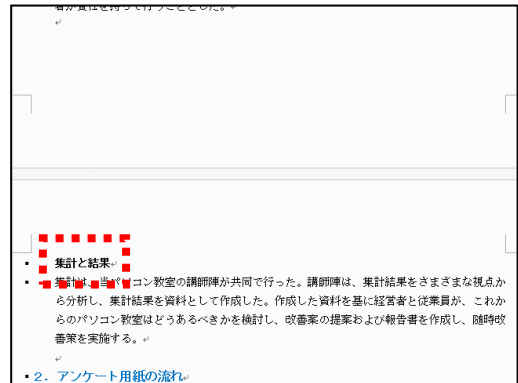 者が責任を持って行うこととした。
集計と結果
集計は、当パソコン教室の講師陣が共同で行った。講師陣は、集計結果をさまざまな視点か
ら分析し、集計結果を資料として作成した。作成した資料を基に経営者と従業員が、これか
らのパソコン教室はどうあるべきかを検討し、改善案の提案および報告書を作成し、随時改
善策を実施する。
2. アンケート用紙の流れ